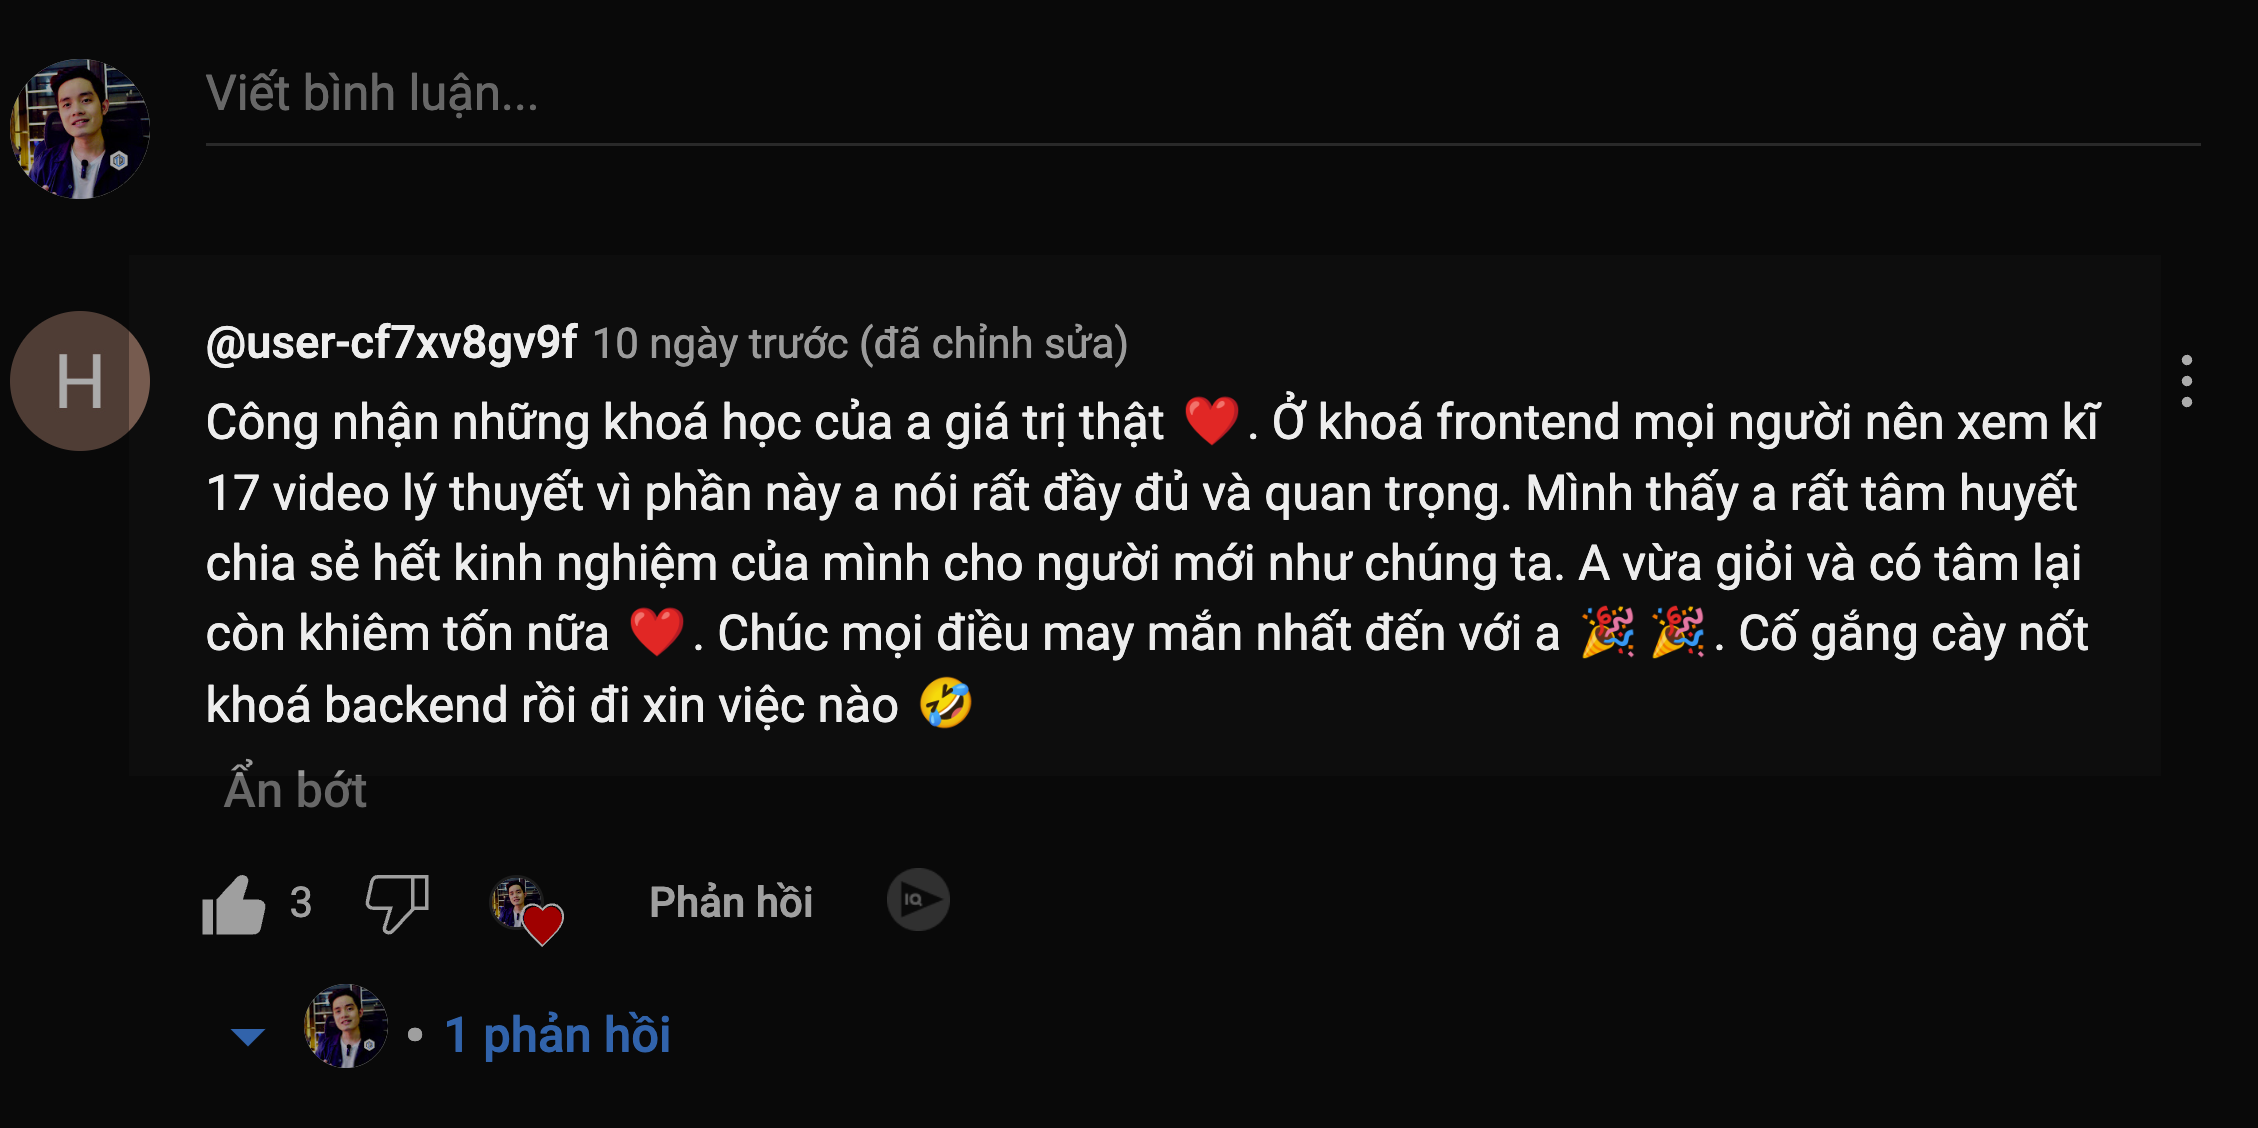 Viết bình luận...
@user-cf7xv8gv9f 10 ngày trước (đã chỉnh sửa)
Công nhận những khoá học của a giá trị thật ❤️. Ở khoá frontend mọi người nên xem kĩ
17 video lý thuyết vì phần này a nói rất đầy đủ và quan trọng. Mình thấy a rất tâm huyết
chia sẻ hết kinh nghiệm của mình cho người mới như chúng ta. A vừa giỏi và có tâm lại
còn khiêm tốn nữa ❤️. Chúc mọi điều may mắn nhất đến với a 🎉 🎉. Cố gắng cày nốt
khoá backend rồi đi xin việc nào 🤣
Ẩn bớt
3 Phản hồi IQ
1 phản hồi
H